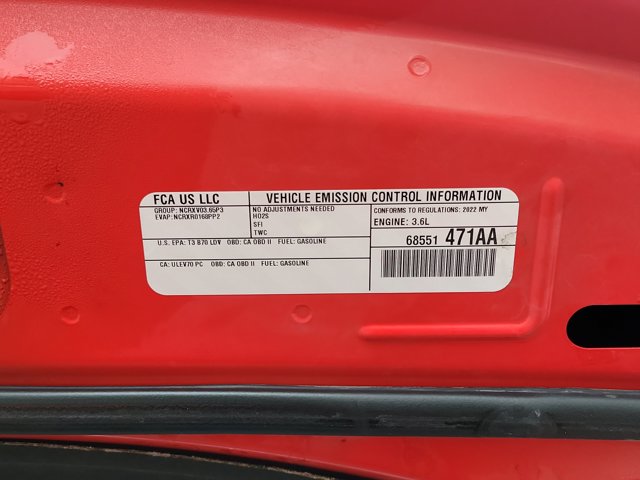 FCA US LLC
VEHICLE EMISSION CONTROL INFORMATION
GROUP: NCRXV03.65P3
EVAP: NCRXR0168PP2
NO ADJUSTMENTS NEEDED
HO2S
SFI
TWC
CONFORMS TO REGULATIONS: 2022 MY
ENGINE: 3.6L
U.S. EPA: T3 B70 LDV OBD: CA OBD II FUEL: GASOLINE
CA: ULEV70 PC OBD: CA OBD II FUEL: GASOLINE
68551 471AA